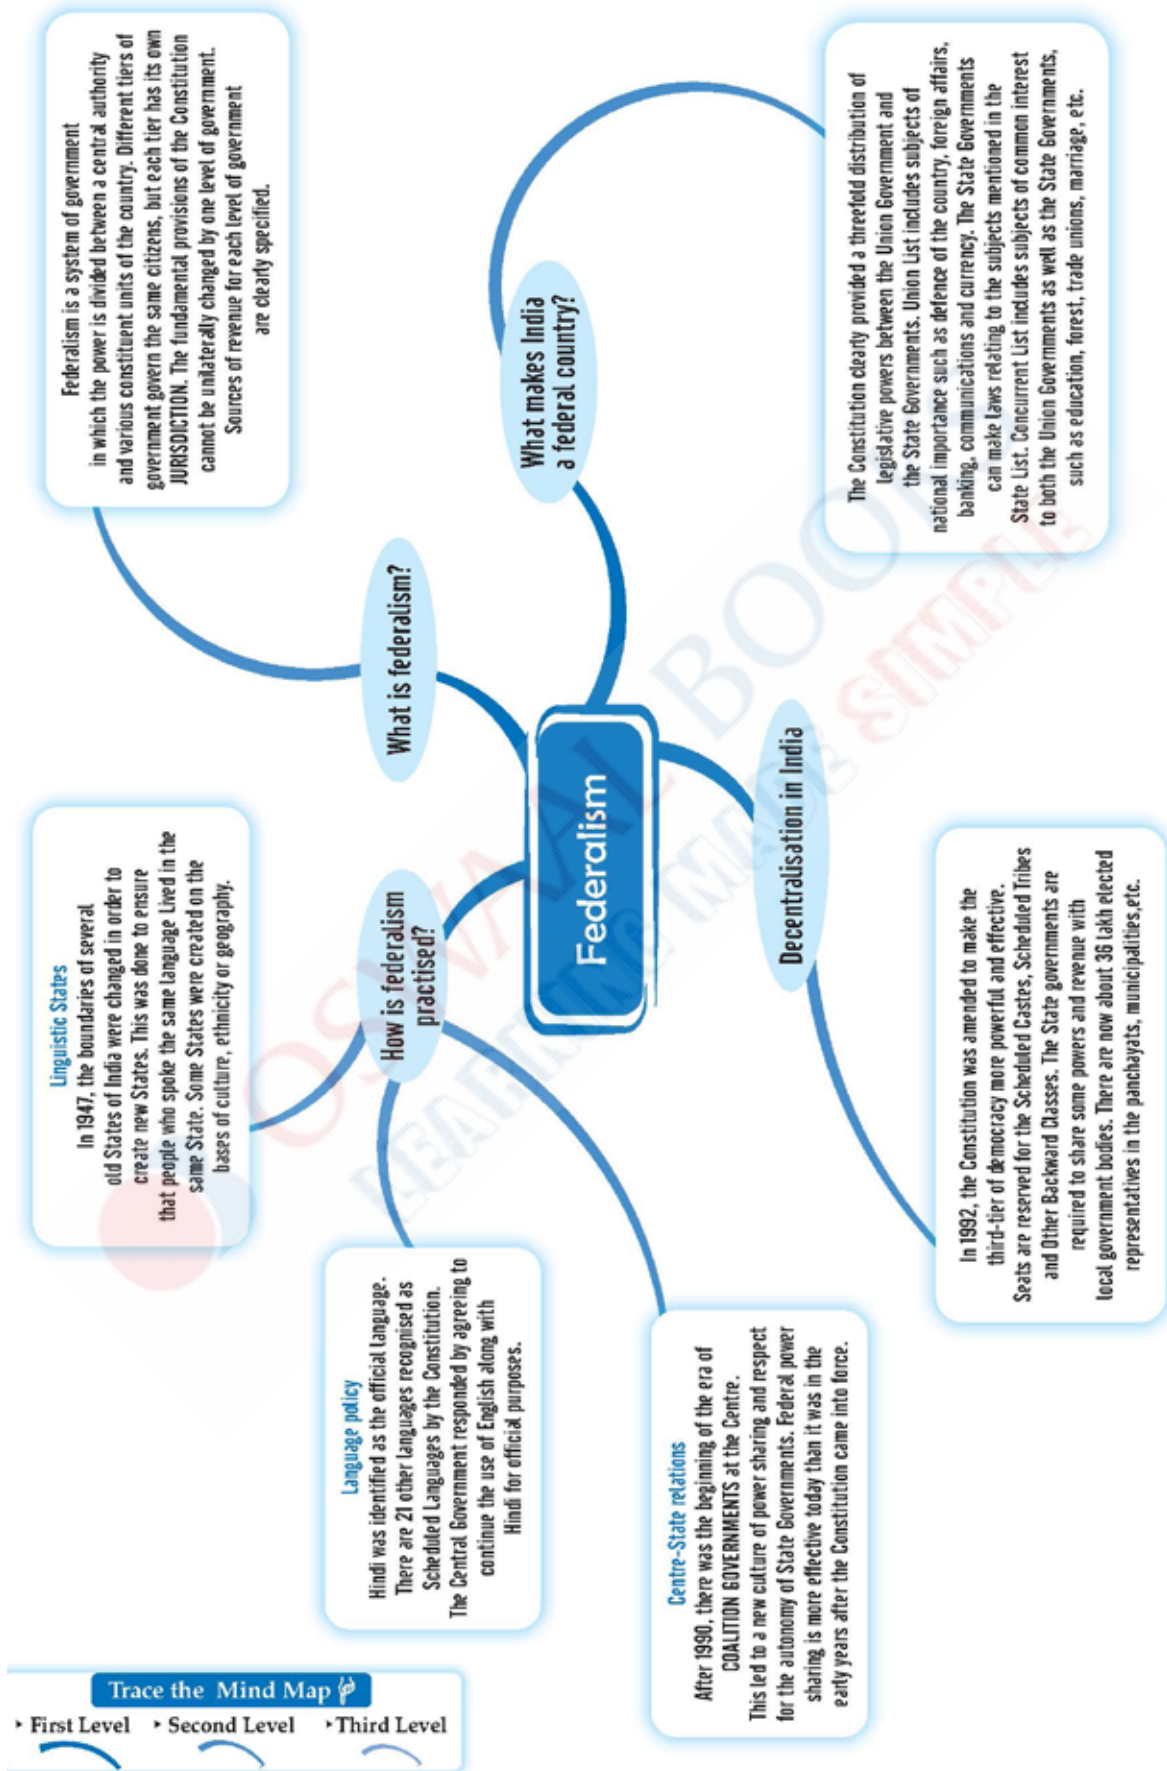 Federalism
What is federalism?
Federalism is a system of government
in which the power is divided between a central authority
and various constituent units of the country. Different tiers of
government govern the same citizens, but each tier has its own
JURISDICTION. The fundamental provisions of the Constitution
cannot be unilaterally changed by one level of government.
Sources of revenue for each level of government
are clearly specified.
What makes India
a federal country?
The Constitution clearly provided a threefold distribution of
legislative powers between the Union Government and
the State Governments. Union List includes subjects of
national importance such as defence of the country, foreign affairs,
banking, communications and currency. The State Governments
can make laws relating to the subjects mentioned in the
State List. Concurrent List includes subjects of common interest
to both the Union Governments as well as the State Governments,
such as education, forest, trade unions, marriage, etc.
How is federalism
practised?
Linguistic States
In 1947, the boundaries of several
old States of India were changed in order to
create new States. This was done to ensure
that people who spoke the same language lived in the
same State. Some States were created on the
bases of culture, ethnicity or geography.
Language policy
Hindi was identified as the official language.
There are 21 other languages recognised as
Scheduled Languages by the Constitution.
The Central Government responded by agreeing to
continue the use of English along with
Hindi for official purposes.
Centre-State relations
After 1990, there was the beginning of the era of
COALITION GOVERNMENTS at the Centre.
This led to a new culture of power sharing and respect
for the autonomy of State Governments. Federal power
sharing is more effective today than it was in the
early years after the Constitution came into force.
Decentralisation in India
In 1992, the Constitution was amended to make the
third-tier of democracy more powerful and effective.
Seats are reserved for the Scheduled Castes, Scheduled Tribes
and Other Backward Classes. The State governments are
required to share some powers and revenue with
local government bodies. There are now about 36 lakh elected
representatives in the panchayats, municipalities,etc.
Trace the Mind Map
First Level
Second Level
Third Level
OSWAAL BOOKS
LEARNING MADE SIMPLE